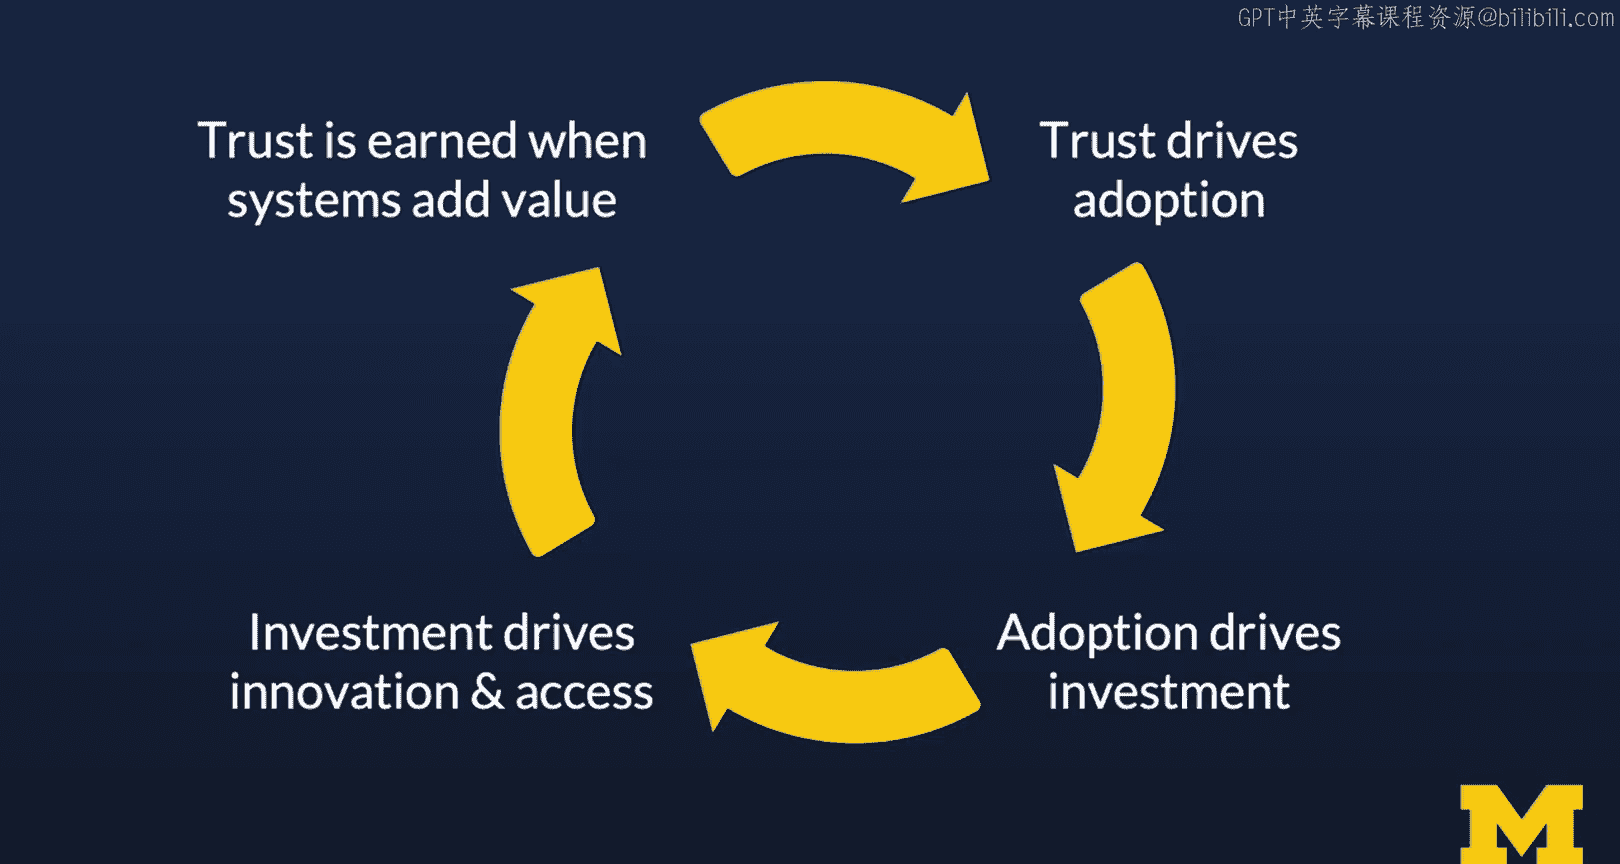 GPT中英字幕课程资源@bilibili.com
Trust is earned when
systems add value
Trust drives
adoption
Adoption drives
investment
Investment drives
innovation & access
M